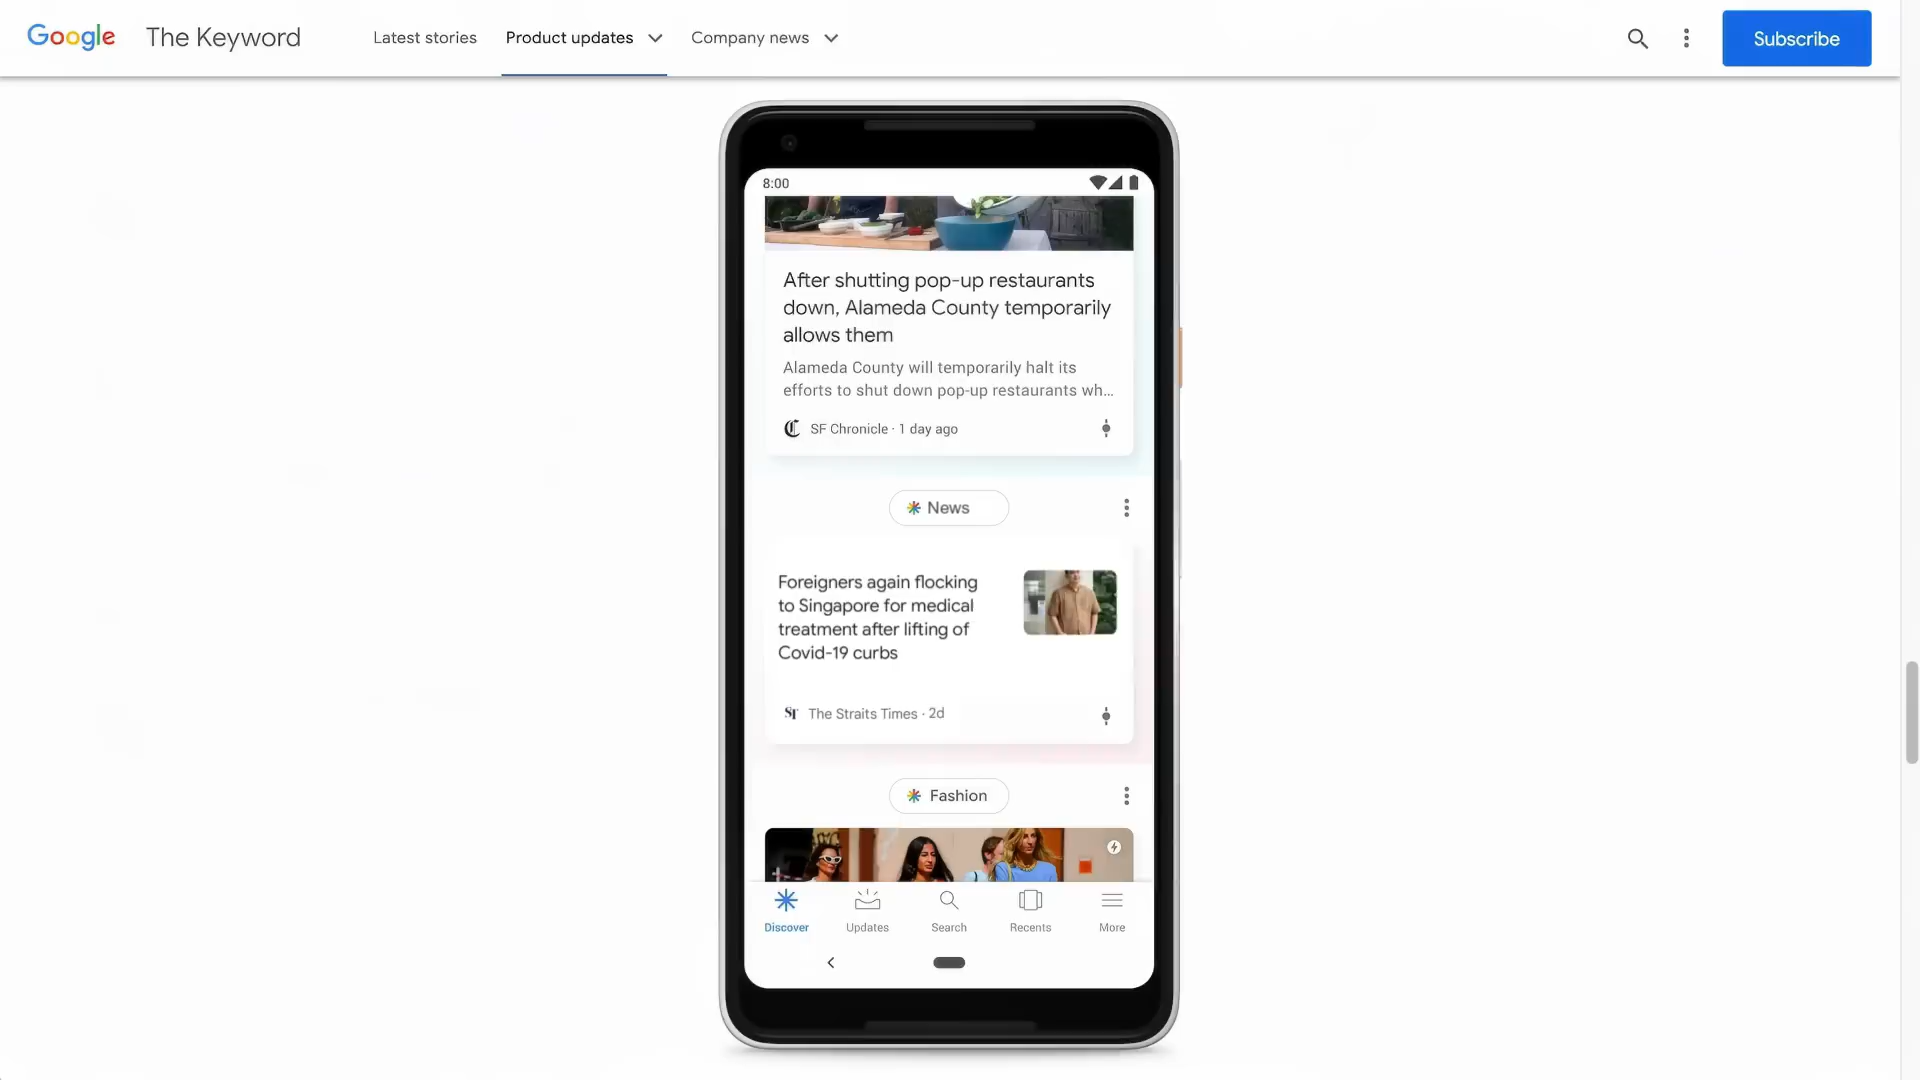 Google The Keyword Latest stories Product updates Company news Subscribe
8:00
After shutting pop-up restaurants
down, Alameda County temporarily
allows them
Alameda County will temporarily halt its
efforts to shut down pop-up restaurants wh...
SF Chronicle · 1 day ago
News
Foreigners again flocking
to Singapore for medical
treatment after lifting of
Covid-19 curbs
ST The Straits Times · 2d
Fashion
Discover Updates Search Recents More